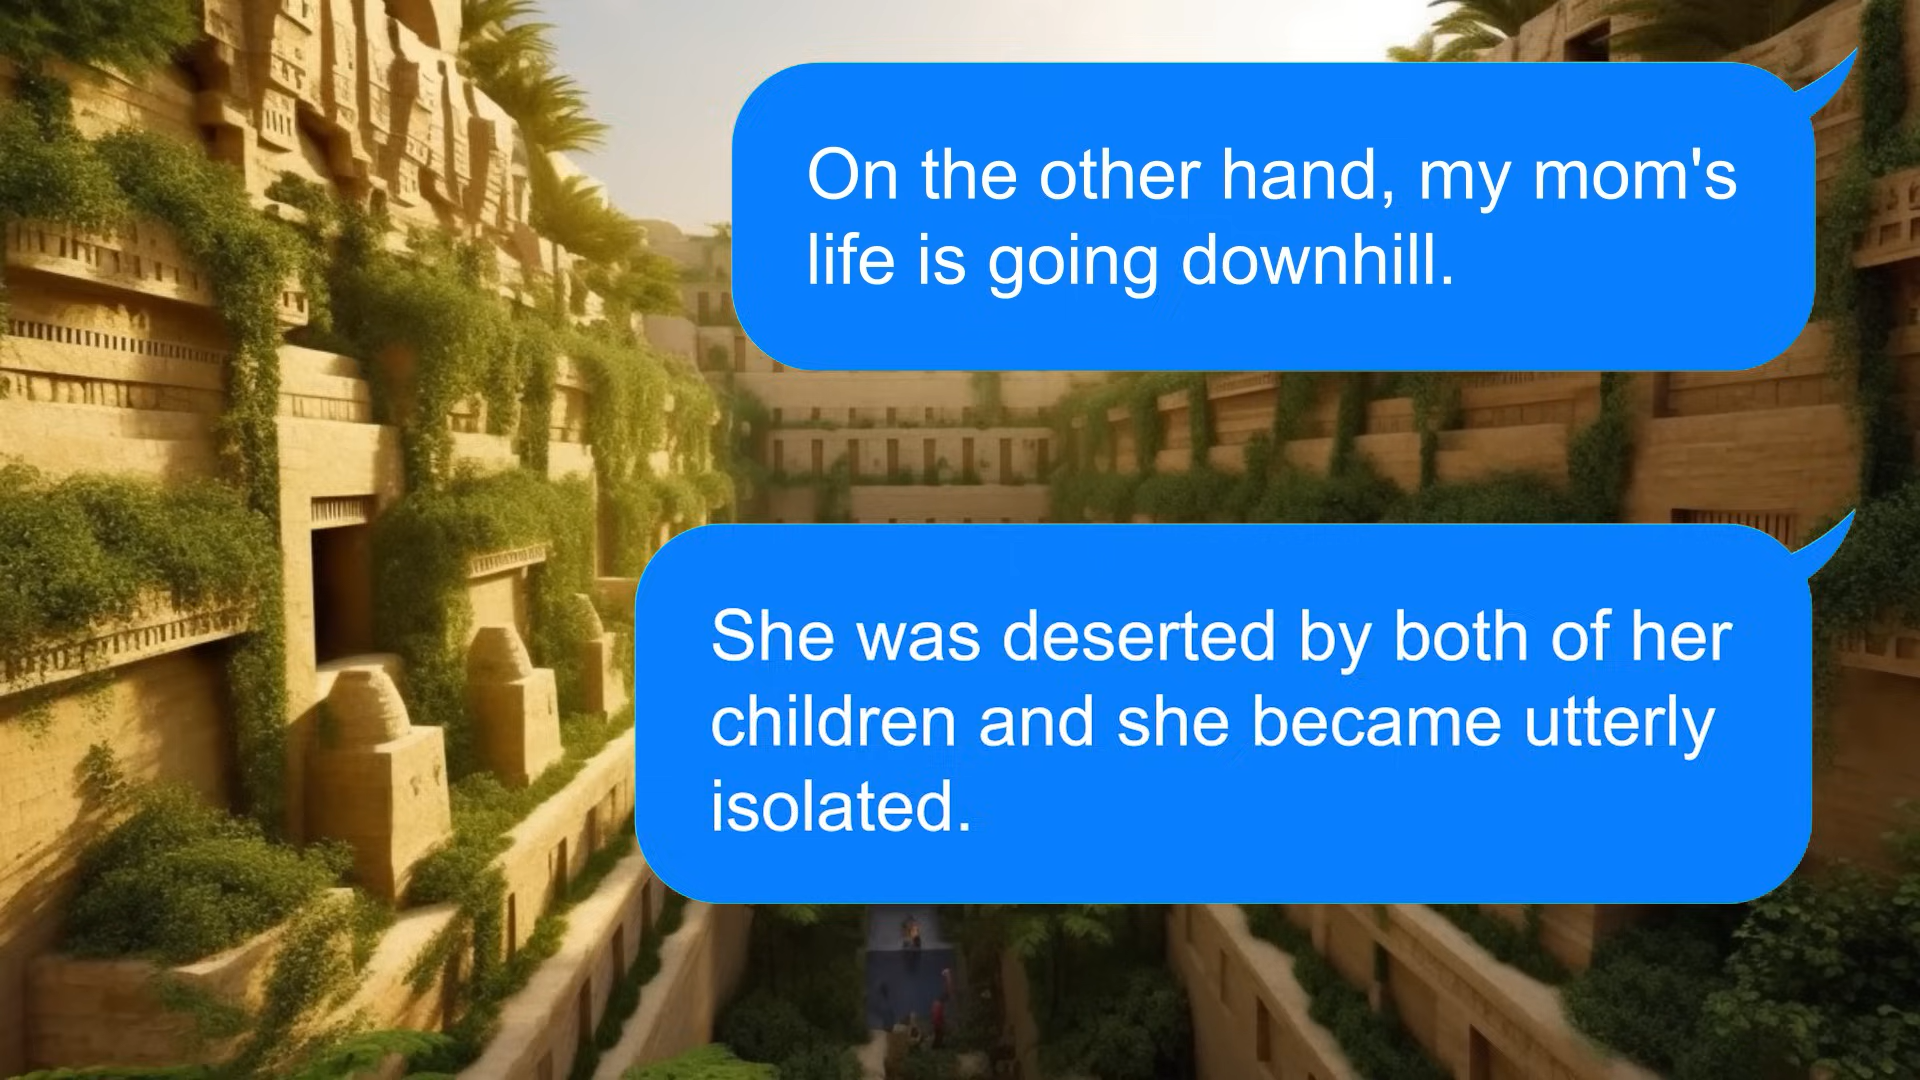 On the other hand, my mom's
life is going downhill.
She was deserted by both of her
children and she became utterly
isolated.